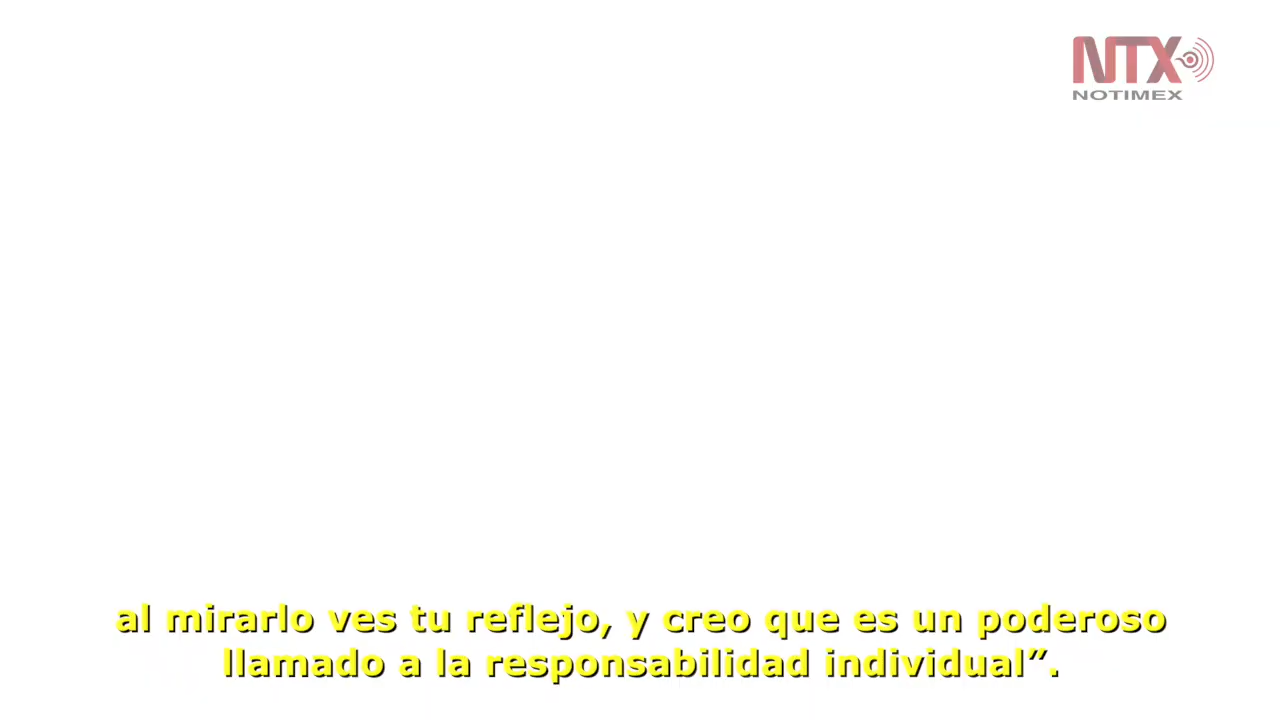 NTX
NOTIMEX
al mirarlo ves tu reflejo, y creo que es un poderoso
llamado a la responsabilidad individual”.